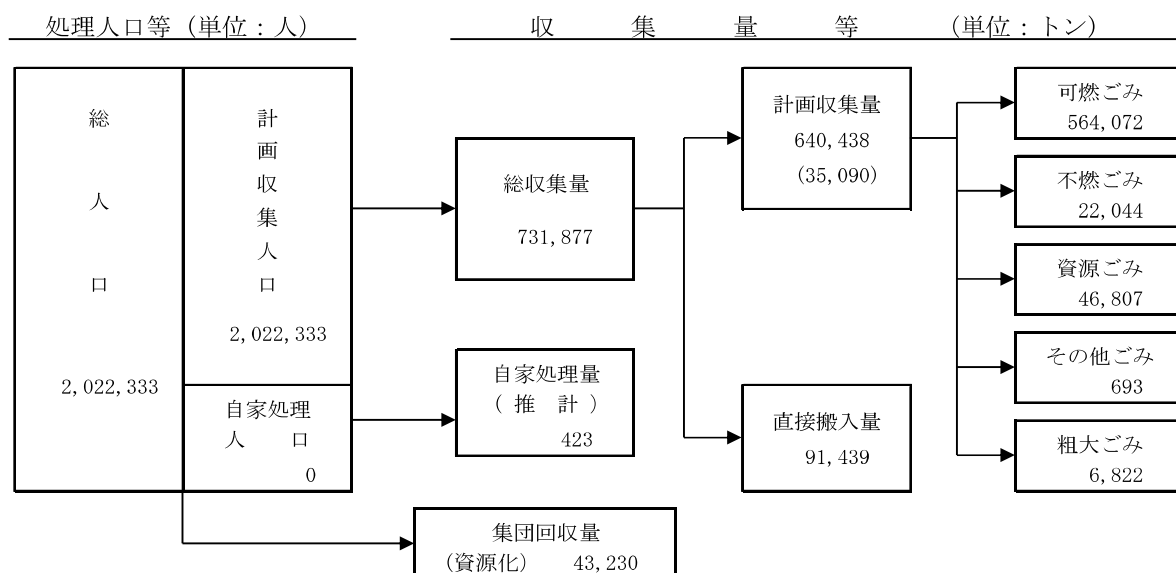 処理人口等 (単位：人)
収集量等 (単位：トン)
総人口
2,022,333
計画収集人口
2,022,333
自家処理
人口
0
総収集量
731,877
自家処理量
(推計)
423
集団回収量
(資源化) 43,230
計画収集量
640,438
(35,090)
直接搬入量
91,439
可燃ごみ
564,072
不燃ごみ
22,044
資源ごみ
46,807
その他ごみ
693
粗大ごみ
6,822